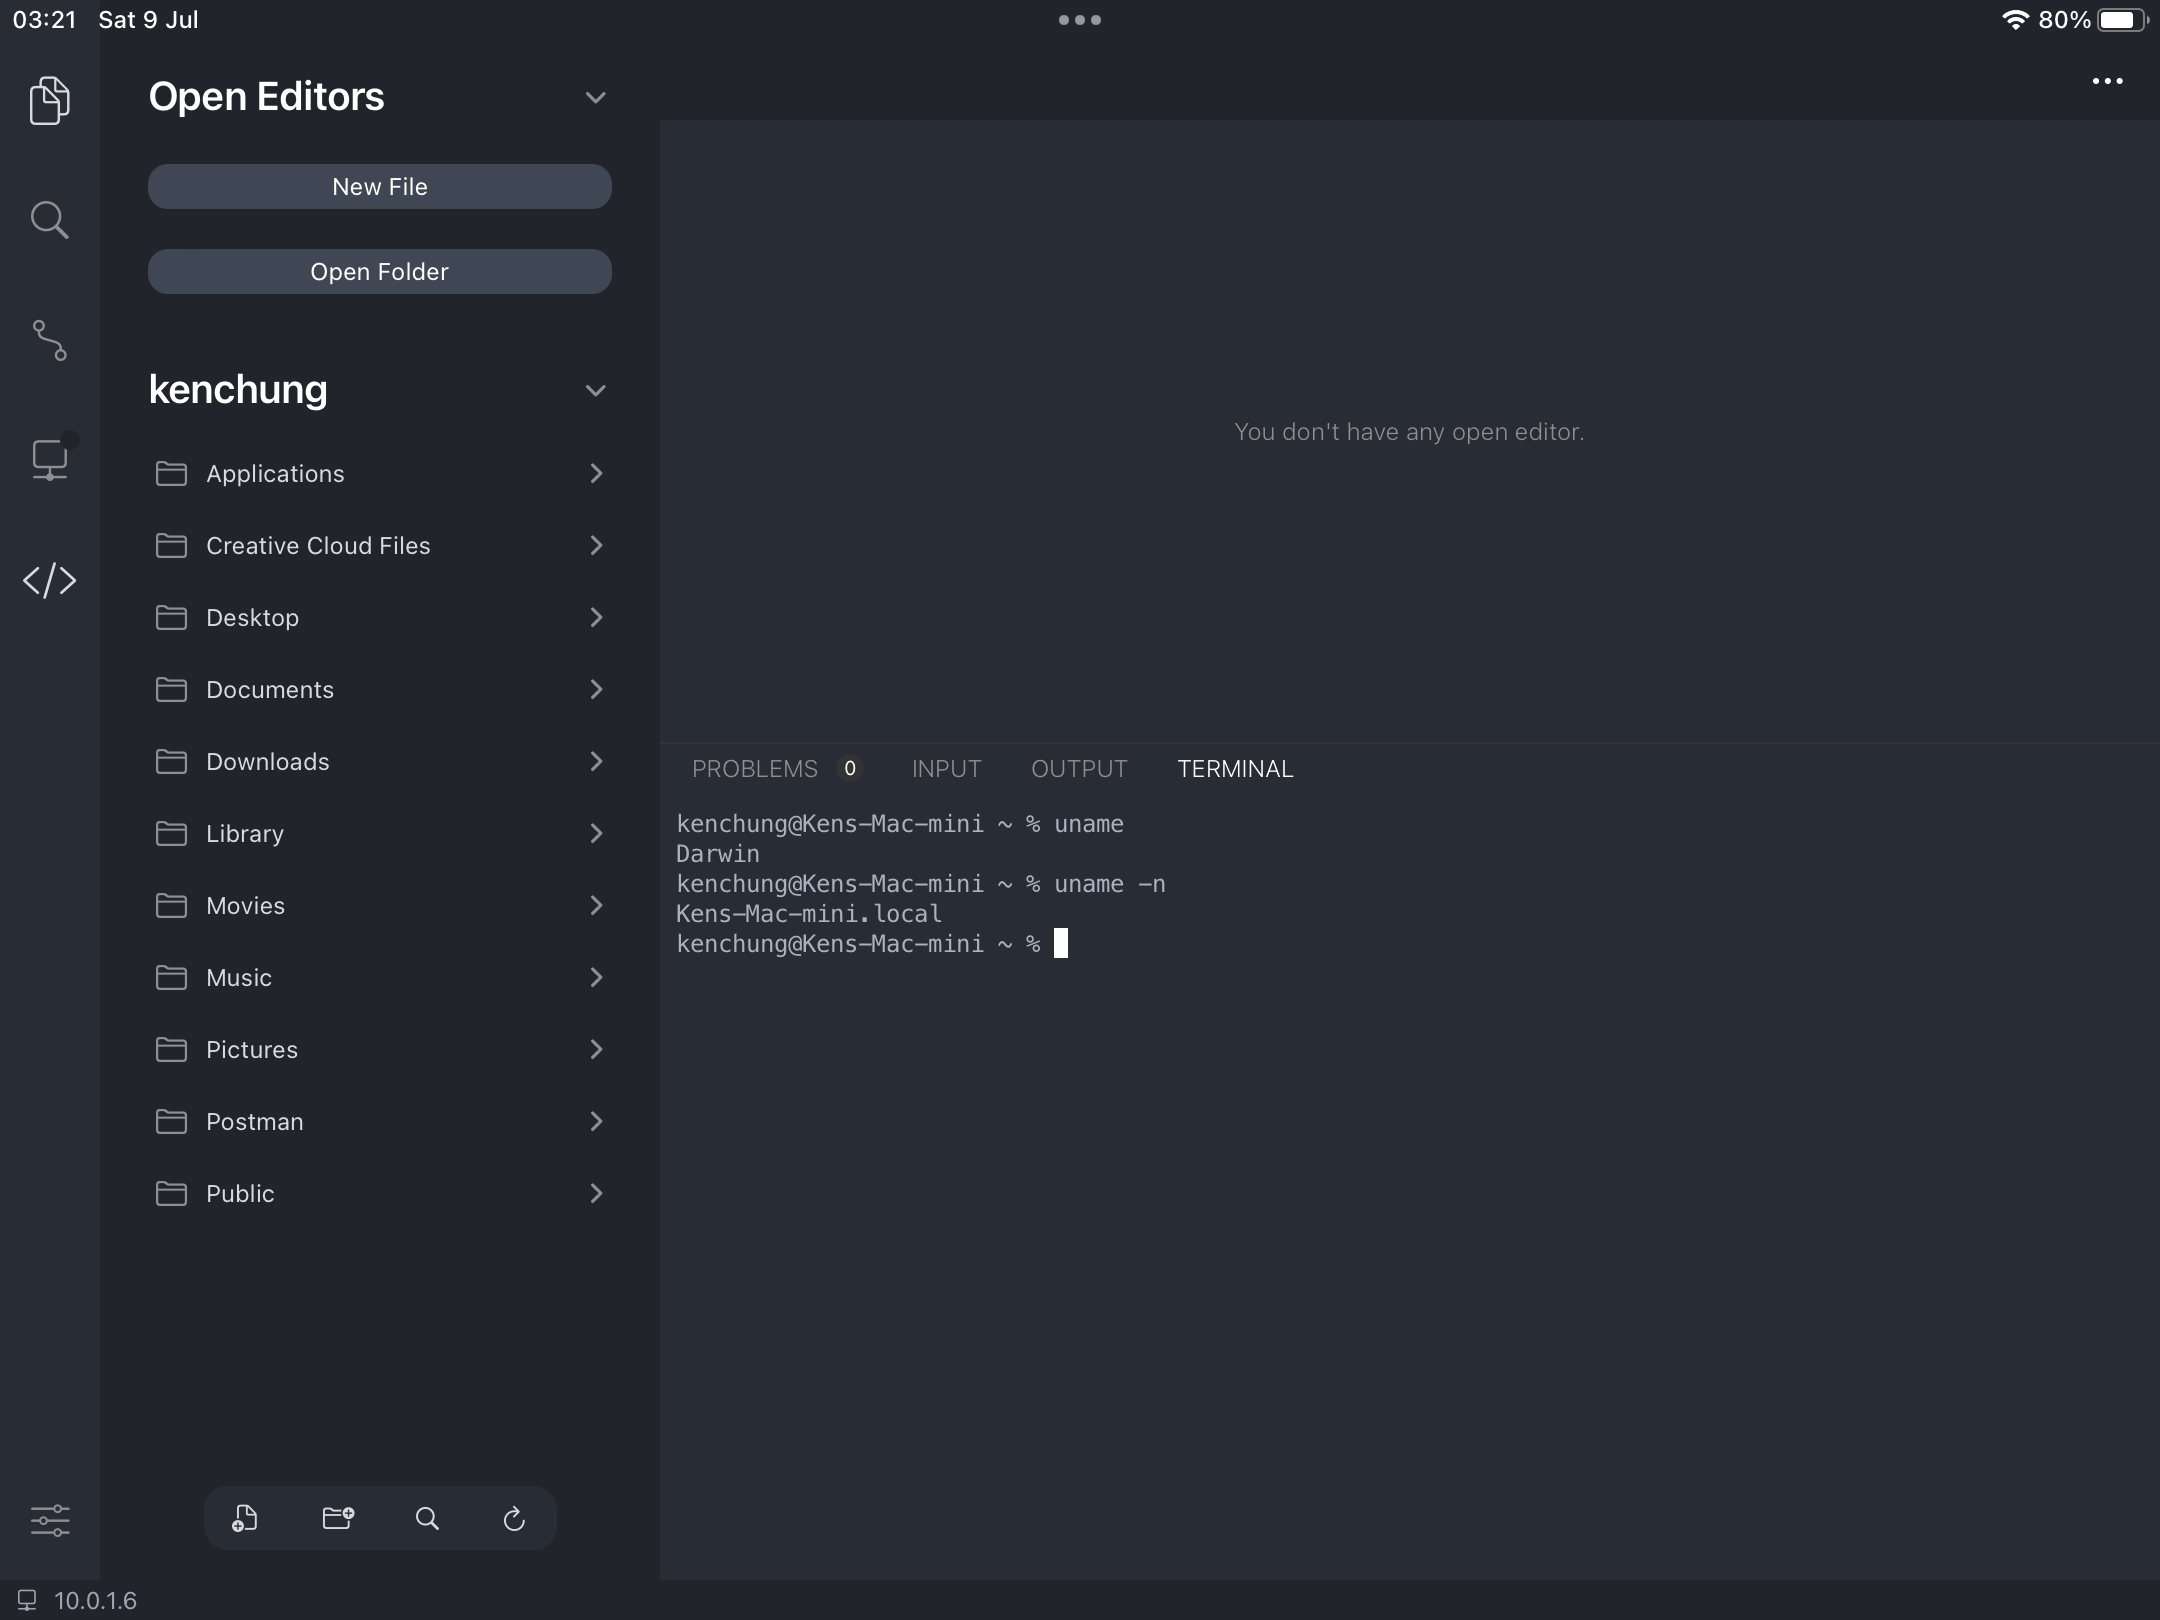 03:21 Sat 9 Jul
80%
Open Editors
New File
Open Folder
kenchung
Applications
Creative Cloud Files
Desktop
Documents
Downloads
Library
Movies
Music
Pictures
Postman
Public
You don't have any open editor.
PROBLEMS 0 INPUT OUTPUT TERMINAL
kenchung@Kens-Mac-mini ~ % uname
Darwin
kenchung@Kens-Mac-mini ~ % uname -n
Kens-Mac-mini.local
kenchung@Kens-Mac-mini ~ %
10.0.1.6